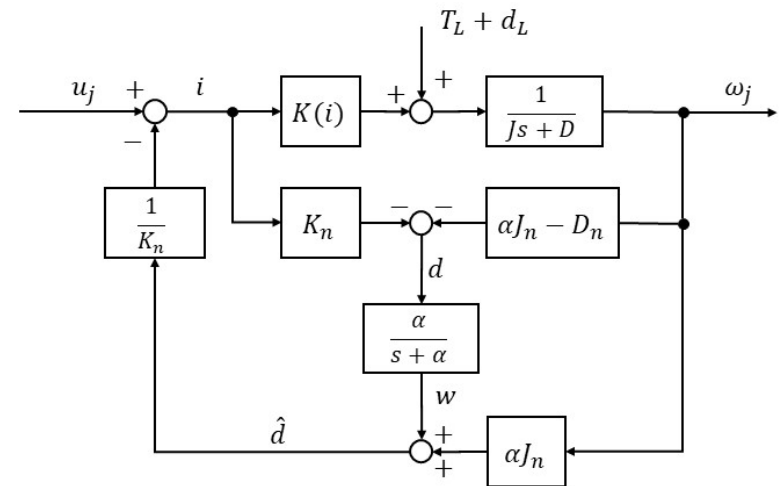 T_L + d_L
u_j + i K(i) + + + 1/(Js + D) ω_j
−
1/K_n K_n − − αJ_n − D_n
d
α/(s + α)
w
d̂ + + αJ_n